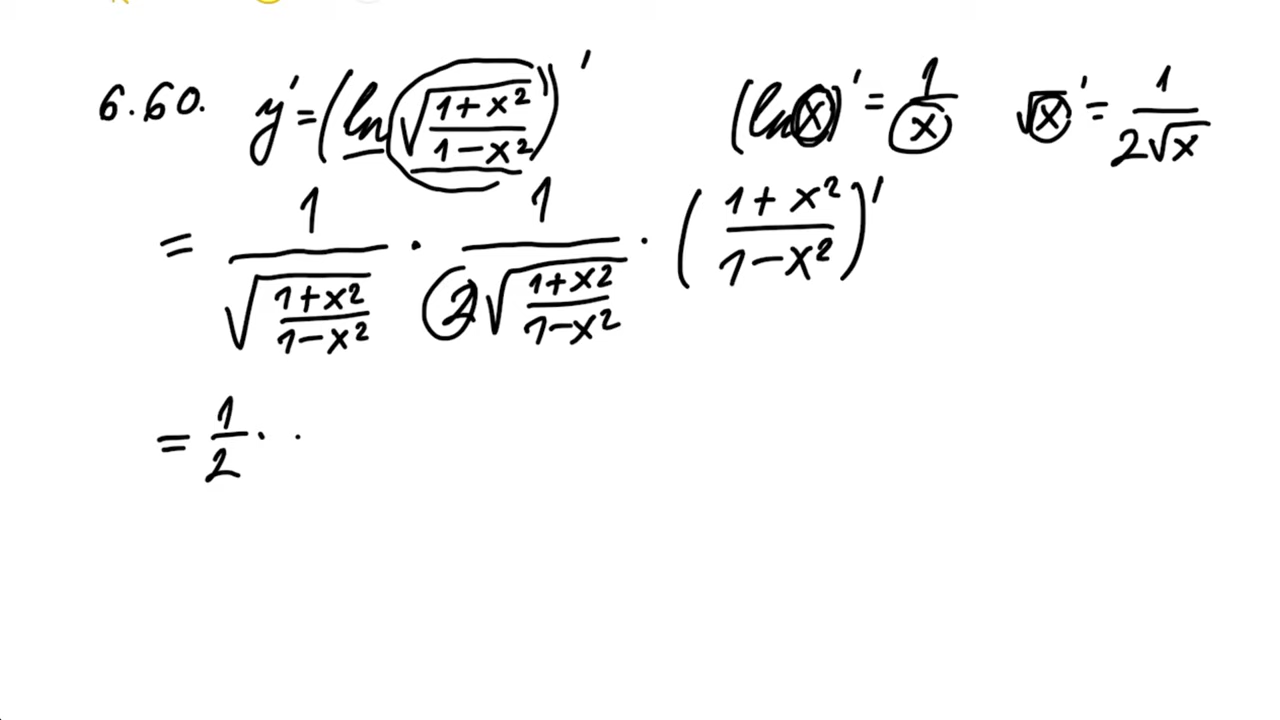 6.60. y' = (ln(√((1+x²)/(1-x²))))' (ln x)' = 1/x √x' = 1/(2√x)
= 1/√((1+x²)/(1-x²)) · 1/(2√((1+x²)/(1-x²))) · ((1+x²)/(1-x²))'
= 1/2 · ·